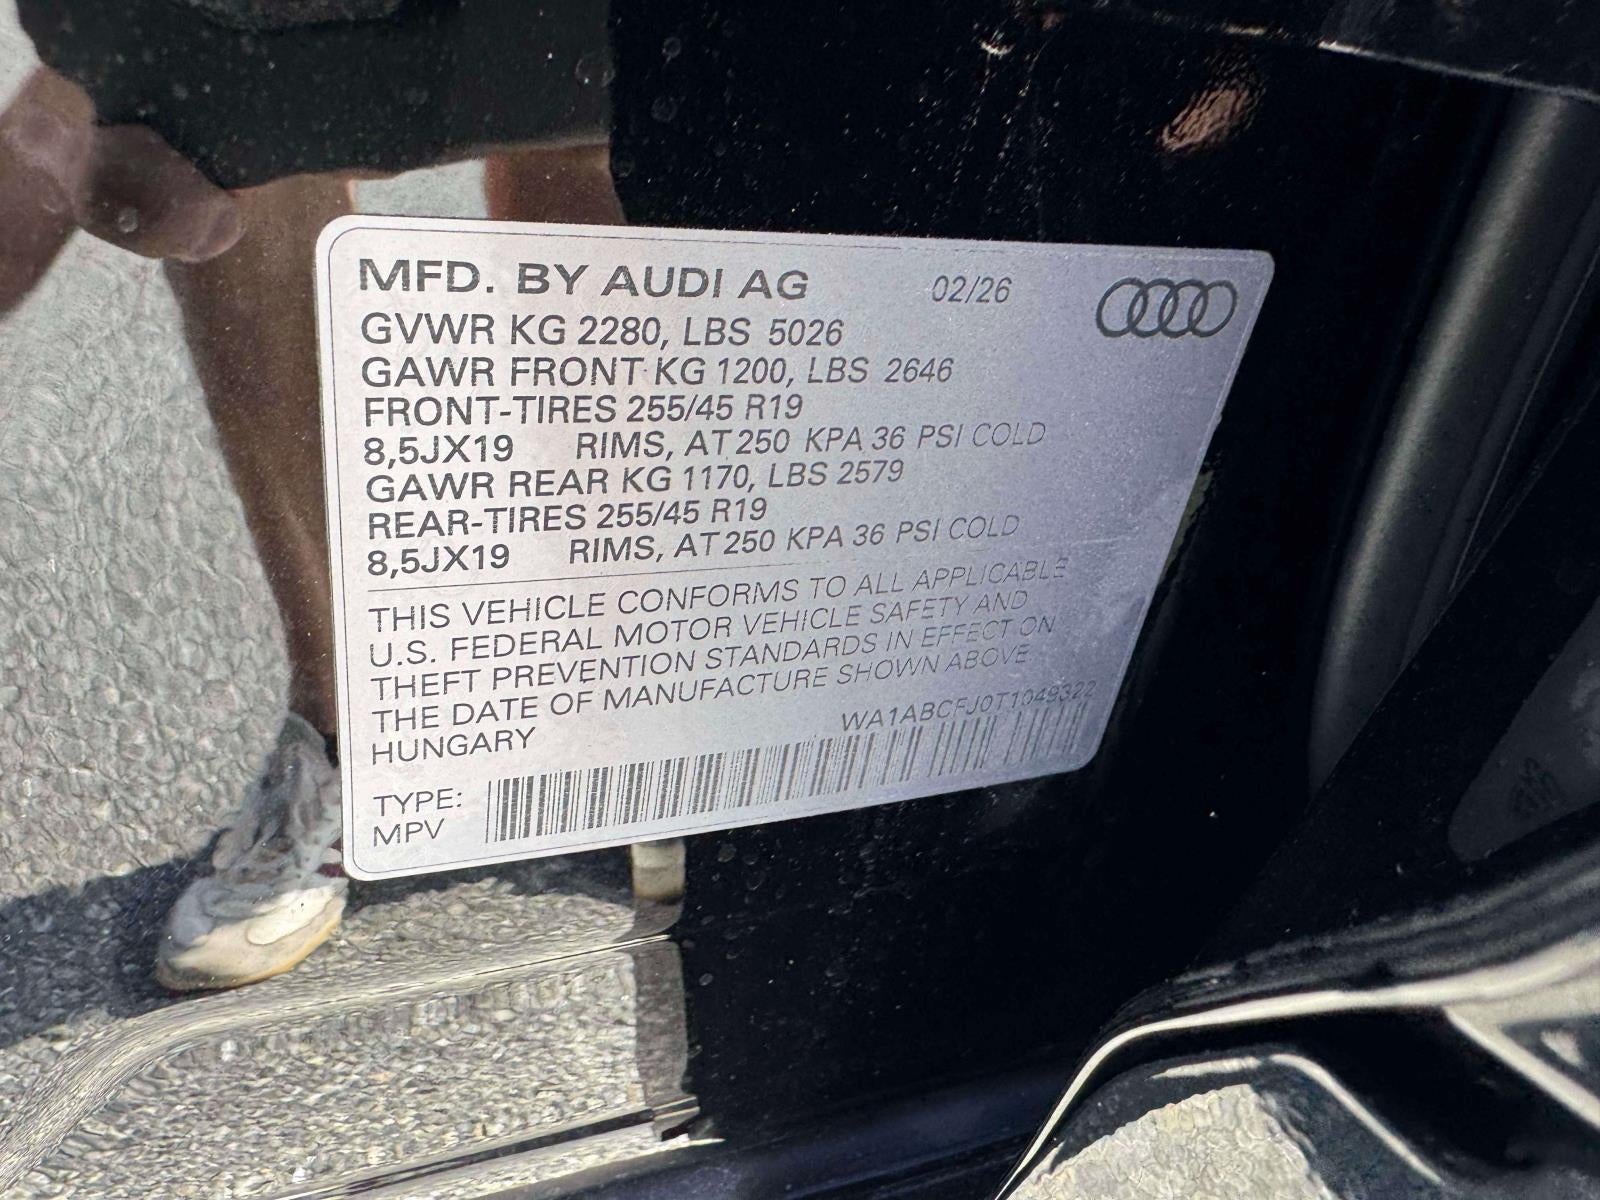 MFD. BY AUDI AG 02/26
GVWR KG 2280, LBS 5026
GAWR FRONT KG 1200, LBS 2646
FRONT-TIRES 255/45 R19
8,5JX19 RIMS, AT 250 KPA 36 PSI COLD
GAWR REAR KG 1170, LBS 2579
REAR-TIRES 255/45 R19
8,5JX19 RIMS, AT 250 KPA 36 PSI COLD
THIS VEHICLE CONFORMS TO ALL APPLICABLE
U.S. FEDERAL MOTOR VEHICLE SAFETY AND
THEFT PREVENTION STANDARDS IN EFFECT ON
THE DATE OF MANUFACTURE SHOWN ABOVE
HUNGARY WA1ABCFJ0T1049322
TYPE:
MPV